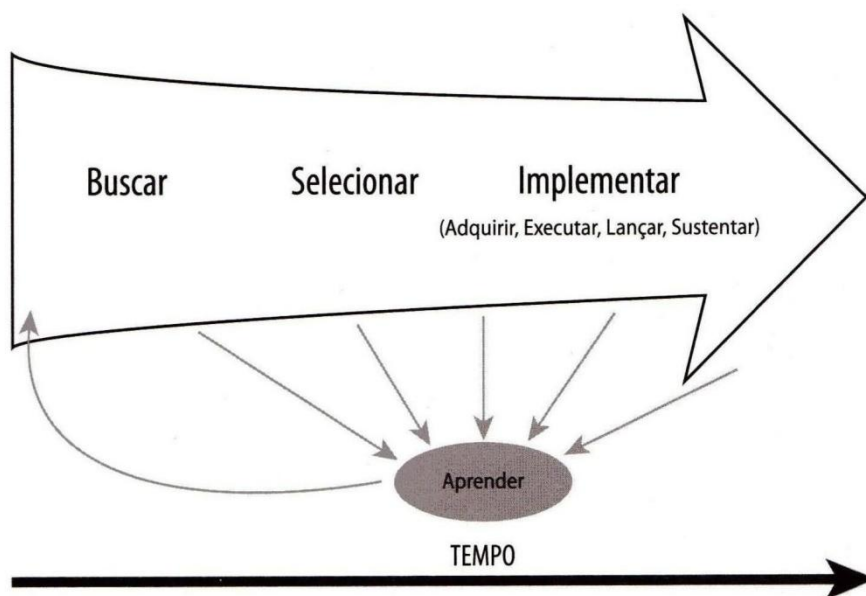 Buscar
Selecionar
Implementar
(Adquirir, Executar, Lançar, Sustentar)
Aprender
TEMPO